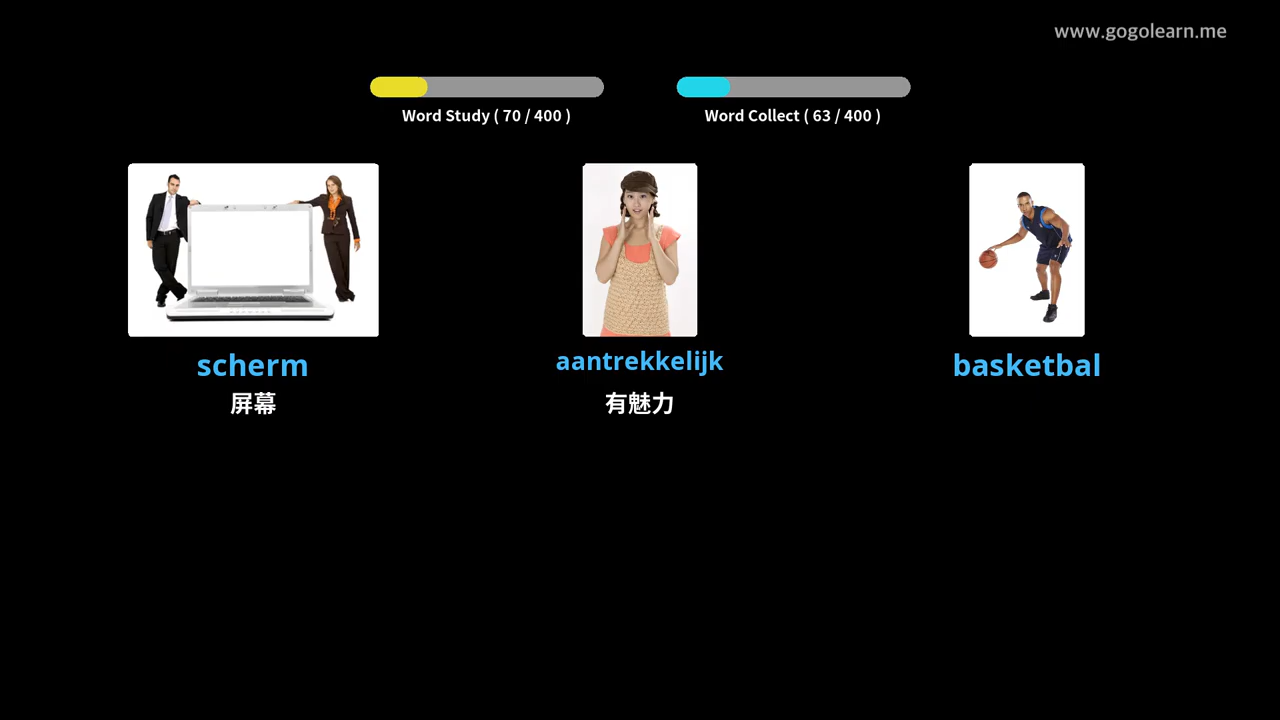 www.gogolearn.me
Word Study ( 70 / 400 )
Word Collect ( 63 / 400 )
scherm
aantrekkelijk
basketbal
屏幕
有魅力